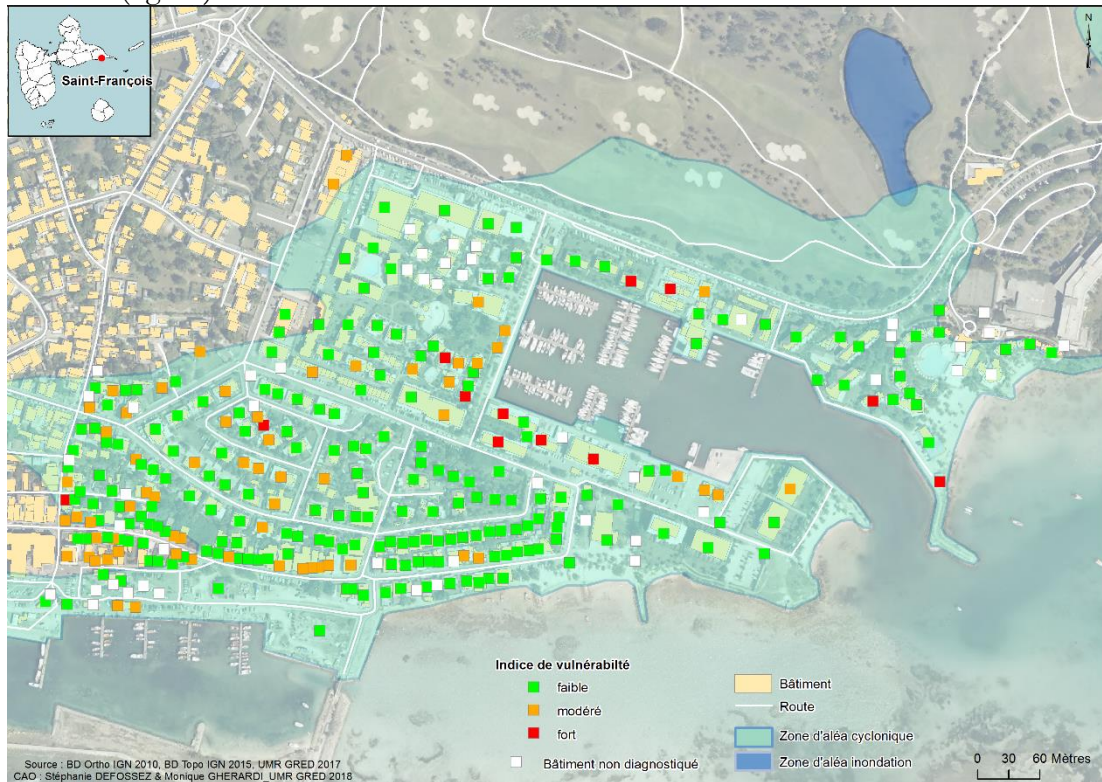 Saint-François
N
Indice de vulnérabilté
faible
modéré
fort
Bâtiment non diagnostiqué
Bâtiment
Route
Zone d'aléa cyclonique
Zone d'aléa inondation
0 30 60 Mètres
Source : BD Ortho IGN 2010, BD Topo IGN 2015, UMR GRED 2017
CAO : Stéphanie DEFOSSEZ & Monique GHERARDI_UMR GRED 2018